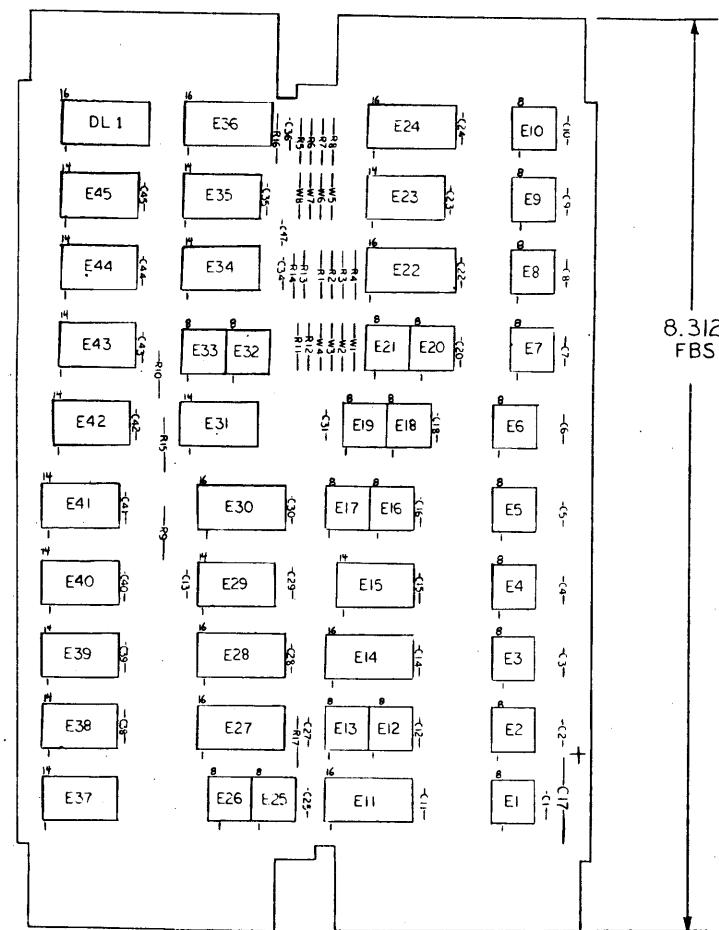 16 16 16 8
DL 1 E36 R16 C36 R5 R6 R7 R8 E24 C24 E10 C10
14 14 14 8
E45 C45 E35 C35 W8 W7 W6 W5 E23 C23 E9 C9
C47
14 14 16 8
E44 C44 E34 C34 R14 R13 R1 R2 R3 R4 E22 C22 E8 C8
14 8 8 8 8 8
E43 C43 E33 E32 R11 R12 W4 W3 W2 W1 E21 E20 C20 E7 C7
8.312
FBS
R10
14 14 8 8 8
E42 C42 R15 E31 C31 E19 E18 C18 E6 C6
14 16 8 8 8
E41 C41 R9 E30 C30 E17 E16 C16 E5 C5
14 14 14 8
E40 C40 C13 E29 C29 E15 C15 E4 C4
14 16 16 8
E39 C39 E28 C28 E14 C14 E3 C3
14 16 8 8 8
E38 C38 E27 R17 C27 E13 E12 C12 E2 C2
+
14 8 8 16 8
E37 E26 E25 C25 E11 C11 E1 C1 C17